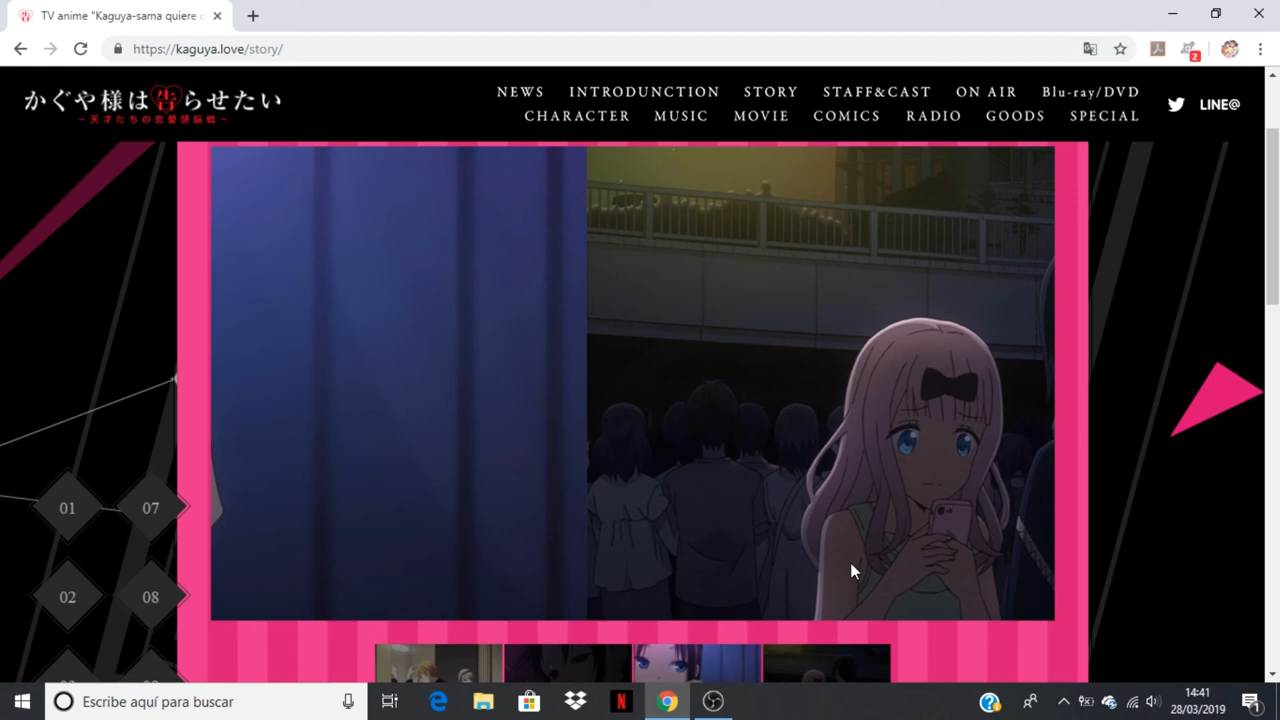 TV anime "Kaguya-sama quiere d
https://kaguya.love/story/
2
かぐや様は告らせたい
~天才たちの恋愛頭脳戦~
NEWS INTRODUNCTION STORY STAFF&CAST ON AIR Blu-ray/DVD
CHARACTER MUSIC MOVIE COMICS RADIO GOODS SPECIAL
LINE@
01 07
02 08
Escribe aquí para buscar
14:41
28/03/2019
1